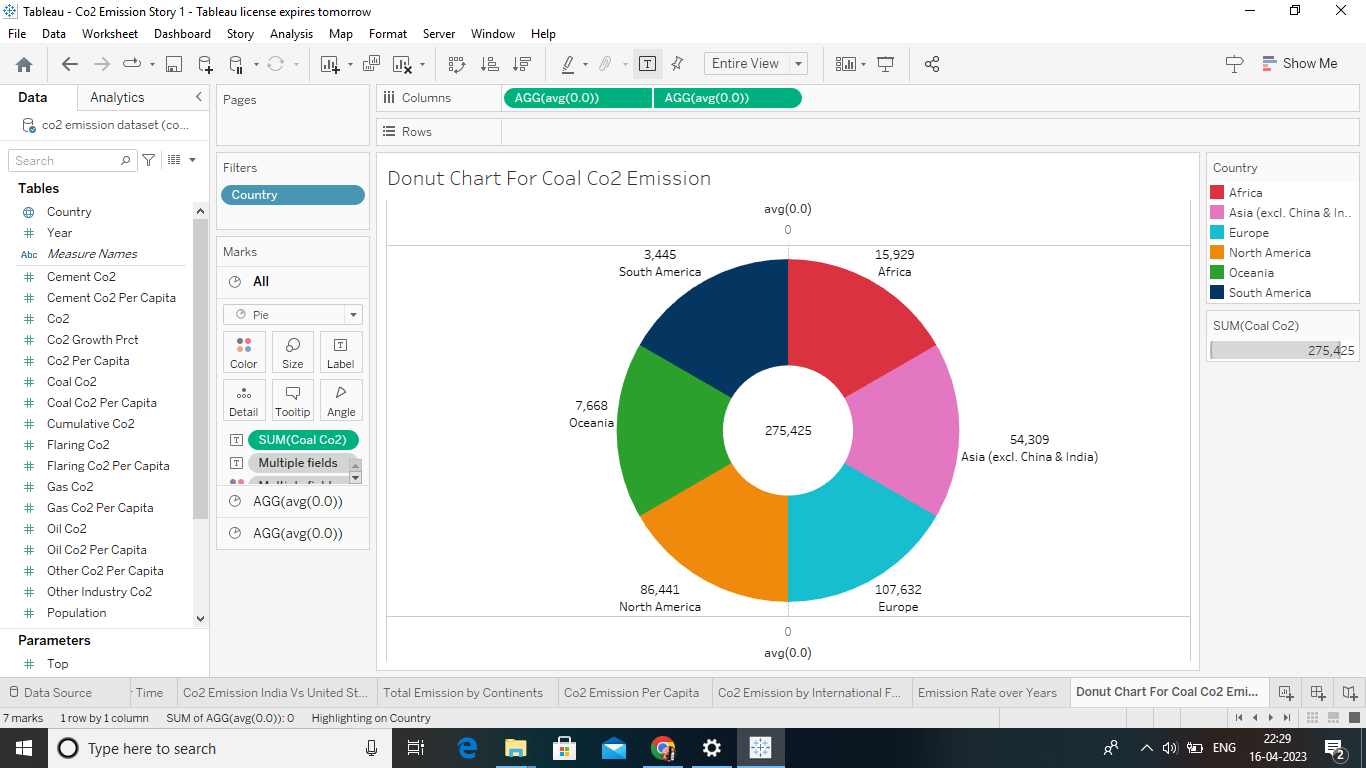 Tableau - Co2 Emission Story 1 - Tableau license expires tomorrow
File Data Worksheet Dashboard Story Analysis Map Format Server Window Help
Entire View
Show Me
Data Analytics
co2 emission dataset (co...
Search
Tables
Country
Year
Abc Measure Names
Cement Co2
Cement Co2 Per Capita
Co2
Co2 Growth Prct
Co2 Per Capita
Coal Co2
Coal Co2 Per Capita
Cumulative Co2
Flaring Co2
Flaring Co2 Per Capita
Gas Co2
Gas Co2 Per Capita
Oil Co2
Oil Co2 Per Capita
Other Co2 Per Capita
Other Industry Co2
Population
Parameters
Top
Pages
Filters
Country
Marks
All
Pie
Color Size Label
Detail Tooltip Angle
SUM(Coal Co2)
Multiple fields
AGG(avg(0.0))
AGG(avg(0.0))
Columns AGG(avg(0.0)) AGG(avg(0.0))
Rows
Donut Chart For Coal Co2 Emission
avg(0.0)
0
3,445
South America
15,929
Africa
7,668
Oceania
275,425
54,309
Asia (excl. China & India)
86,441
North America
107,632
Europe
0
avg(0.0)
Country
Africa
Asia (excl. China & In..
Europe
North America
Oceania
South America
SUM(Coal Co2)
275,425
Data Source Time Co2 Emission India Vs United St... Total Emission by Continents Co2 Emission Per Capita Co2 Emission by International F... Emission Rate over Years Donut Chart For Coal Co2 Emi...
7 marks 1 row by 1 column SUM of AGG(avg(0.0)): 0 Highlighting on Country
Type here to search
ENG
22:29
16-04-2023
2